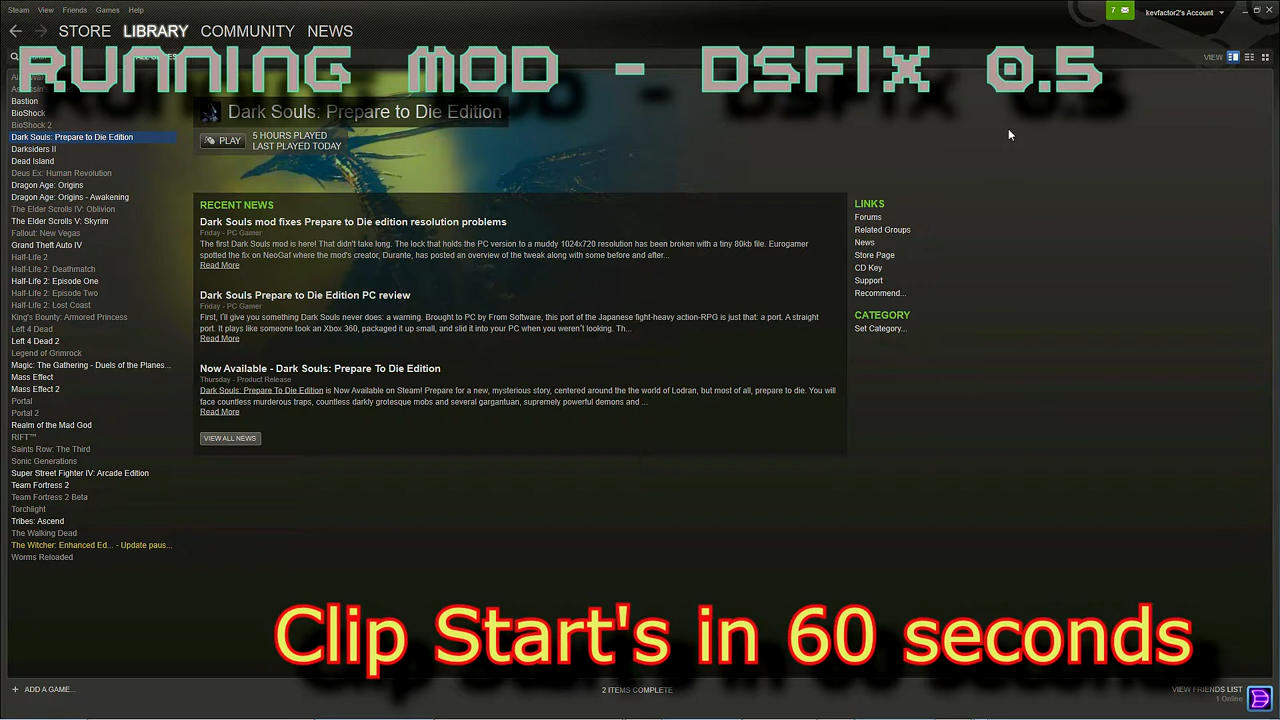 Steam View Friends Games Help
7 kevfactor2's Account
STORE LIBRARY COMMUNITY NEWS
RUNNING MOD - DSFIX 0.5
VIEW
Bastion
BioShock
BioShock 2
Dark Souls: Prepare to Die Edition
Darksiders II
Dead Island
Deus Ex: Human Revolution
Dragon Age: Origins
Dragon Age: Origins - Awakening
The Elder Scrolls IV: Oblivion
The Elder Scrolls V: Skyrim
Fallout: New Vegas
Grand Theft Auto IV
Half-Life 2
Half-Life 2: Deathmatch
Half-Life 2: Episode One
Half-Life 2: Episode Two
Half-Life 2: Lost Coast
King's Bounty: Armored Princess
Left 4 Dead
Left 4 Dead 2
Legend of Grimrock
Magic: The Gathering - Duels of the Planes...
Mass Effect
Mass Effect 2
Portal
Portal 2
Realm of the Mad God
RIFT™
Saints Row: The Third
Sonic Generations
Super Street Fighter IV: Arcade Edition
Team Fortress 2
Team Fortress 2 Beta
Torchlight
Tribes: Ascend
The Walking Dead
The Witcher: Enhanced Ed... - Update paus...
Worms Reloaded
Dark Souls: Prepare to Die Edition
PLAY
5 HOURS PLAYED
LAST PLAYED TODAY
RECENT NEWS
Dark Souls mod fixes Prepare to Die edition resolution problems
Friday - PC Gamer
The first Dark Souls mod is here! That didn't take long. The lock that holds the PC version to a muddy 1024x720 resolution has been broken with a tiny 80kb file. Eurogamer
spotted the fix on NeoGaf where the mod's creator, Durante, has posted an overview of the tweak along with some before and after...
Read More
Dark Souls Prepare to Die Edition PC review
Friday - PC Gamer
First, I'll give you something Dark Souls never does: a warning. Brought to PC by From Software, this port of the Japanese fight-heavy action-RPG is just that: a port. A straight
port. It plays like someone took an Xbox 360, packaged it up small, and slid it into your PC when you weren't looking. Th...
Read More
Now Available - Dark Souls: Prepare To Die Edition
Thursday - Product Release
Dark Souls: Prepare To Die Edition is Now Available on Steam! Prepare for a new, mysterious story, centered around the the world of Lodran, but most of all, prepare to die. You will
face countless murderous traps, countless darkly grotesque mobs and several gargantuan, supremely powerful demons and ...
Read More
VIEW ALL NEWS
LINKS
Forums
Related Groups
News
Store Page
CD Key
Support
Recommend...
CATEGORY
Set Category...
Clip Start's in 60 seconds
+ ADD A GAME...
2 ITEMS COMPLETE
VIEW FRIENDS LIST
1 Online